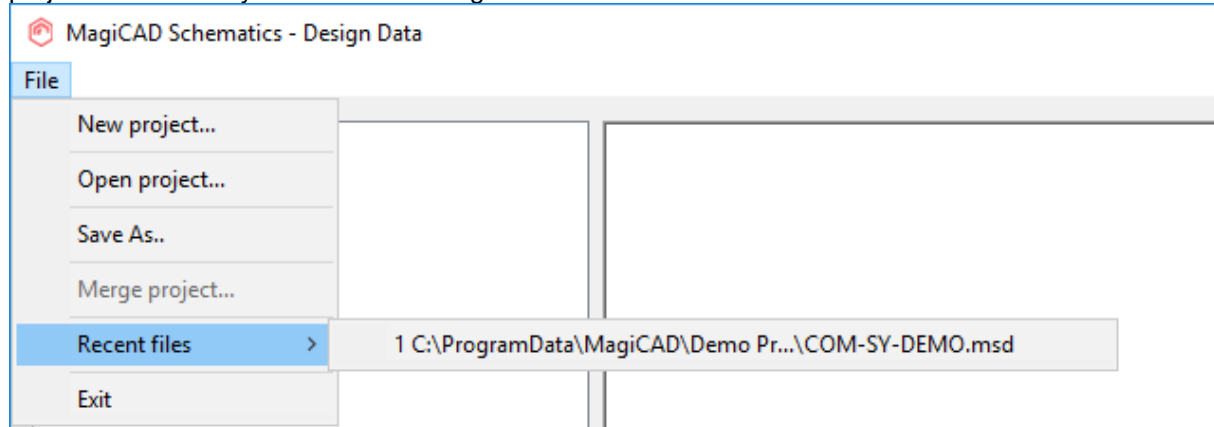 MagiCAD Schematics - Design Data
File
New project...
Open project...
Save As..
Merge project...
Recent files > 1 C:\ProgramData\MagiCAD\Demo Pr...\COM-SY-DEMO.msd
Exit